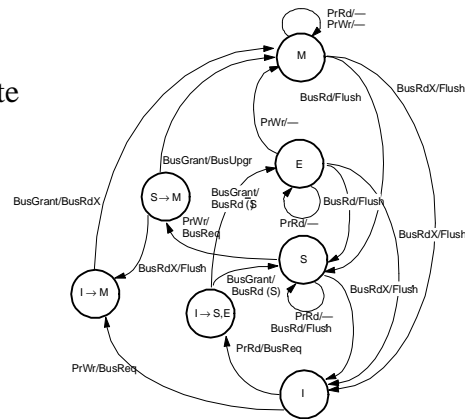 PrRd/—
PrWr/—
M
te
BusRdX/Flush
BusRd/Flush
PrWr/—
BusGrant/BusUpgr
E
BusGrant/
BusRd (S)
BusGrant/BusRdX
S → M
BusRd/Flush
PrWr/
BusReq
PrRd/—
BusRdX/Flush
S
BusRdX/Flush
BusGrant/
BusRd (S)
BusRdX/Flush
I → M
I → S,E
PrRd/—
BusRd/Flush
PrRd/BusReq
PrWr/BusReq
I